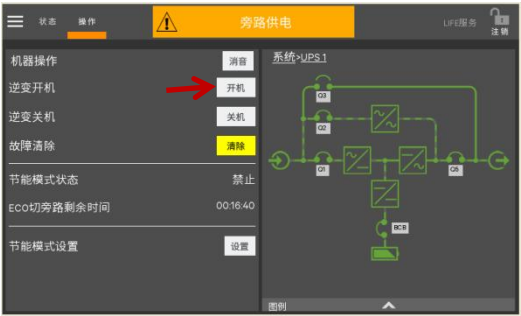 状态 操作 旁路供电 LIFE服务 注销
机器操作 消音
逆变开机 开机
逆变关机 关机
故障清除 清除
节能模式状态 禁止
ECO切旁路剩余时间 00:16:40
节能模式设置 设置
系统>UPS 1
Q3
Q2
Q1 Q5
BCB
图例